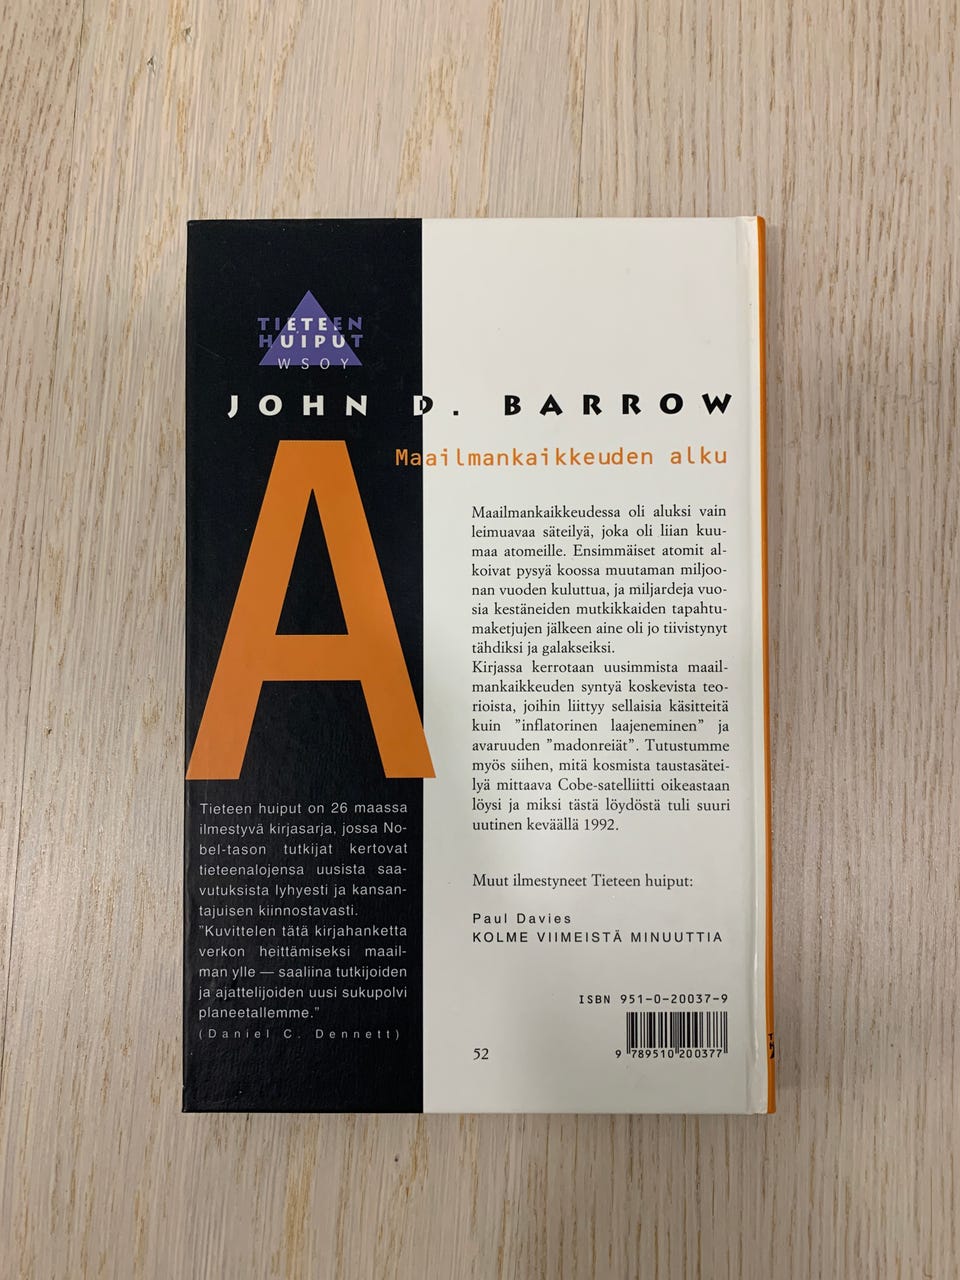 TIETEEN
HUIPUT
WSOY
JOHN D. BARROW
Maailmankaikkeuden alku
A
Maailmankaikkeudessa oli aluksi vain
leimuavaa säteilyä, joka oli liian kuu-
maa atomeille. Ensimmäiset atomit al-
koivat pysyä koossa muutaman miljoo-
nan vuoden kuluttua, ja miljardeja vuo-
sia kestäneiden mutkikkaiden tapahtu-
maketjujen jälkeen aine oli jo tiivistynyt
tähdiksi ja galakseiksi.
Kirjassa kerrotaan uusimmista maail-
mankaikkeuden syntyä koskevista teo-
rioista, joihin liittyy sellaisia käsitteitä
kuin ”inflatorinen laajeneminen” ja
avaruuden ”madonreiät”. Tutustumme
myös siihen, mitä kosmista taustasätei-
lyä mittaava Cobe-satelliitti oikeastaan
löysi ja miksi tästä löydöstä tuli suuri
uutinen keväällä 1992.
Tieteen huiput on 26 maassa
ilmestyvä kirjasarja, jossa No-
bel-tason tutkijat kertovat
tieteenalojensa uusista saa-
vutuksista lyhyesti ja kansan-
tajuisen kiinnostavasti.
”Kuvittelen tätä kirjahanketta
verkon heittämiseksi maail-
man ylle — saaliina tutkijoiden
ja ajattelijoiden uusi sukupolvi
planeetallemme.”
(Daniel C. Dennett)
Muut ilmestyneet Tieteen huiput:
Paul Davies
KOLME VIIMEISTÄ MINUUTTIA
ISBN 951-0-20037-9
52
9 789510 200377